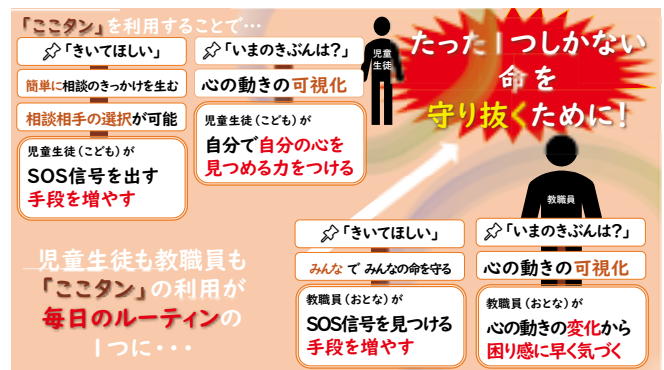 「ここタン」を利用することで…
「きいてほしい」
簡単に相談のきっかけを生む
相談相手の選択が可能
児童生徒(こども)が
SOS信号を出す
手段を増やす
「いまのきぶんは?」
心の動きの可視化
児童生徒(こども)が
自分で自分の心を
見つめる力をつける
児童
生徒
たった1つしかない
命を
守り抜くために!
教職員
児童生徒も教職員も
「ここタン」の利用が
毎日のルーティンの
1つに・・・
「きいてほしい」
みんなで みんなの命を守る
教職員(おとな)が
SOS信号を見つける
手段を増やす
「いまのきぶんは?」
心の動きの可視化
教職員(おとな)が
心の動きの変化から
困り感に早く気づく